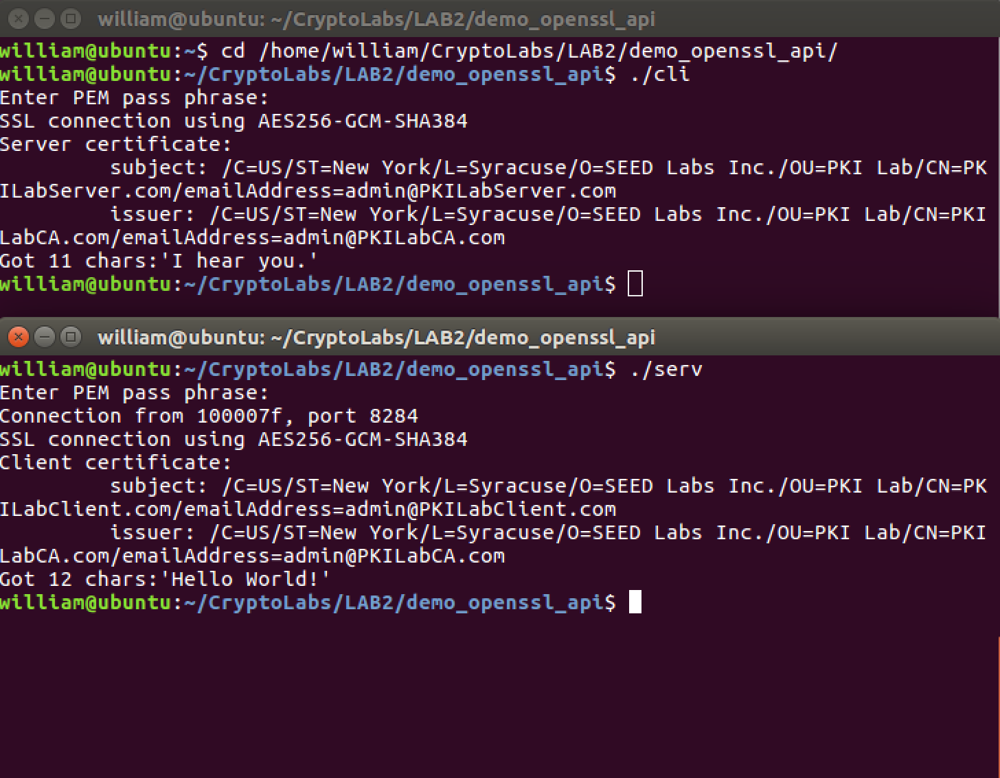 william@ubuntu: ~/CryptoLabs/LAB2/demo_openssl_api
william@ubuntu:~$ cd /home/william/CryptoLabs/LAB2/demo_openssl_api/
william@ubuntu:~/CryptoLabs/LAB2/demo_openssl_api$ ./cli
Enter PEM pass phrase:
SSL connection using AES256-GCM-SHA384
Server certificate:
         subject: /C=US/ST=New York/L=Syracuse/O=SEED Labs Inc./OU=PKI Lab/CN=PK
ILabServer.com/emailAddress=admin@PKILabServer.com
         issuer: /C=US/ST=New York/L=Syracuse/O=SEED Labs Inc./OU=PKI Lab/CN=PKI
LabCA.com/emailAddress=admin@PKILabCA.com
Got 11 chars:'I hear you.'
william@ubuntu:~/CryptoLabs/LAB2/demo_openssl_api$
william@ubuntu: ~/CryptoLabs/LAB2/demo_openssl_api
william@ubuntu:~/CryptoLabs/LAB2/demo_openssl_api$ ./serv
Enter PEM pass phrase:
Connection from 100007f, port 8284
SSL connection using AES256-GCM-SHA384
Client certificate:
         subject: /C=US/ST=New York/L=Syracuse/O=SEED Labs Inc./OU=PKI Lab/CN=PK
ILabClient.com/emailAddress=admin@PKILabClient.com
         issuer: /C=US/ST=New York/L=Syracuse/O=SEED Labs Inc./OU=PKI Lab/CN=PKI
LabCA.com/emailAddress=admin@PKILabCA.com
Got 12 chars:'Hello World!'
william@ubuntu:~/CryptoLabs/LAB2/demo_openssl_api$